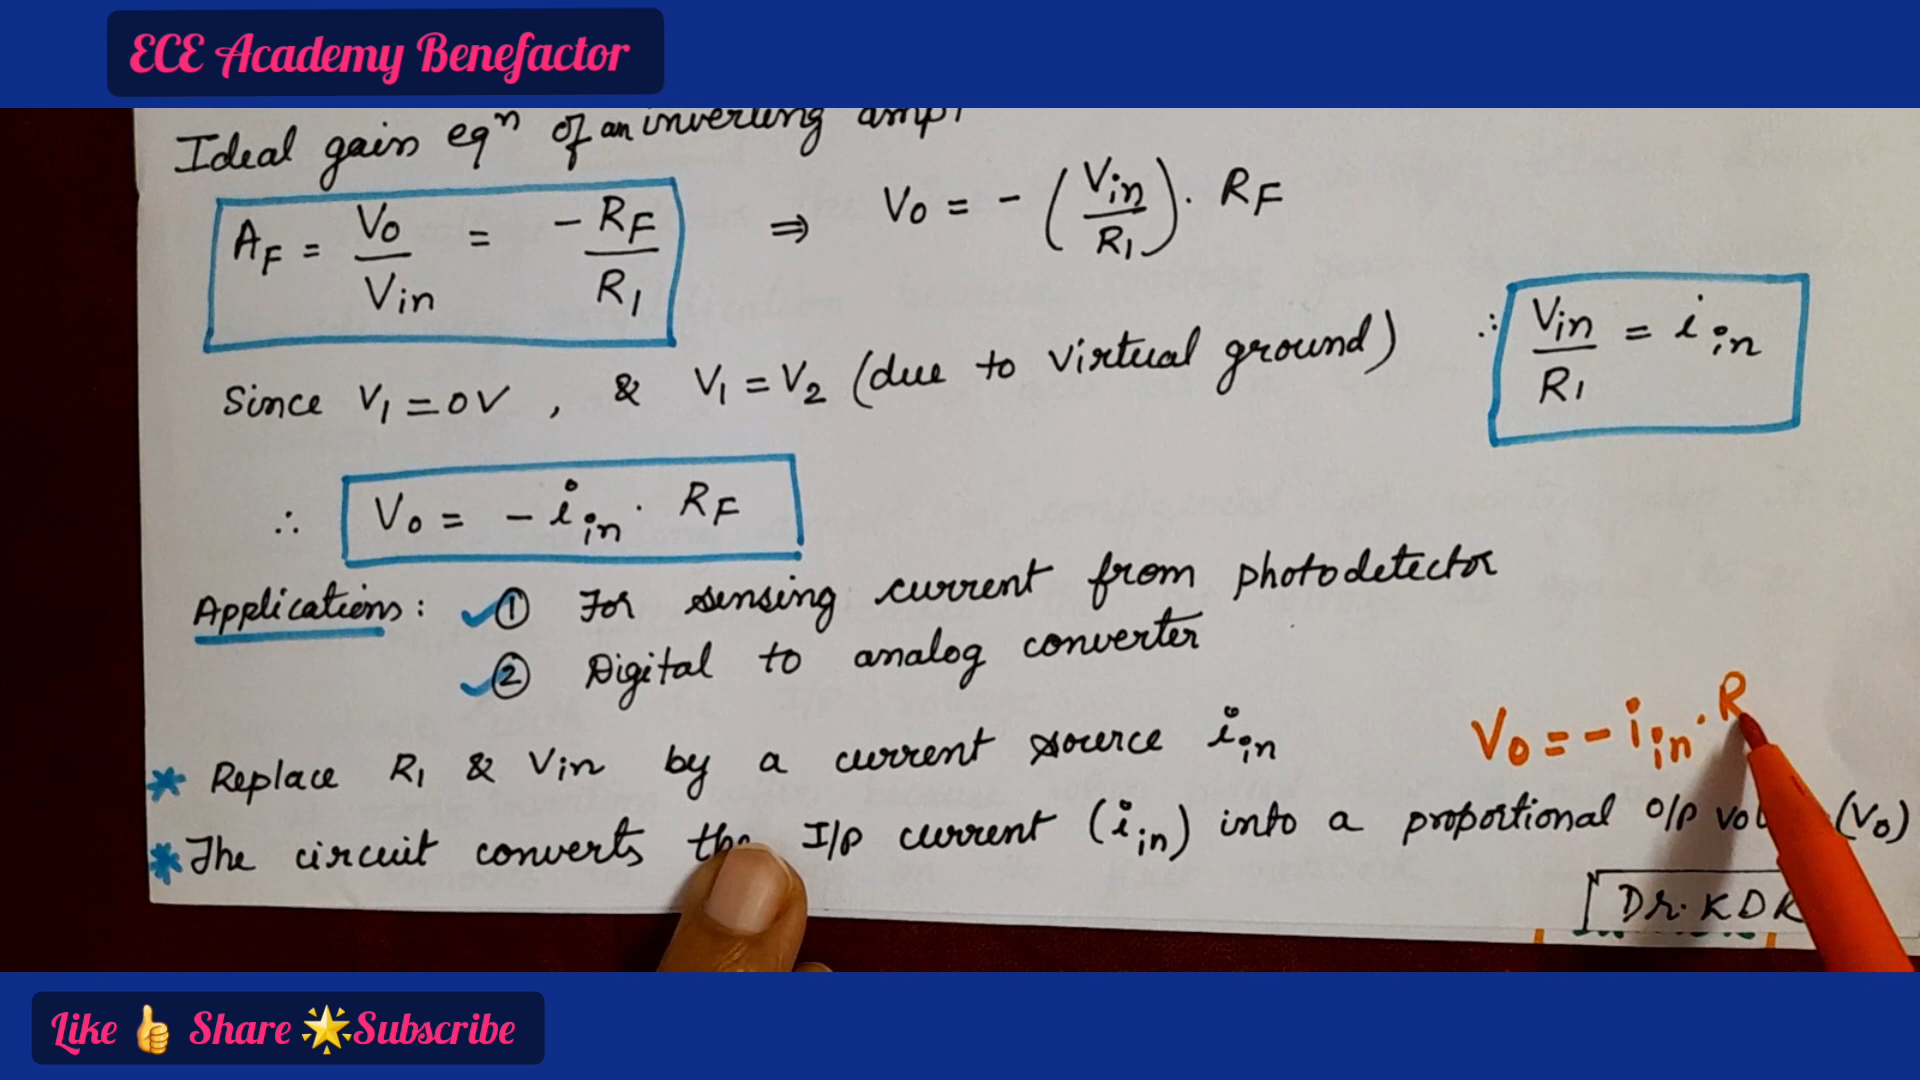 ECE Academy Benefactor
Ideal gain eqⁿ of an inverting ampr
A_F = Vo/Vin = -R_F/R_1 ⇒ Vo = - (Vin/R_1) · R_F
Since V_1 = 0V , & V_1 = V_2 (due to virtual ground) ∴ Vin/R_1 = i_in
∴ Vo = - i_in · R_F
Applications : ① For sensing current from photodetector
② Digital to analog converter
Vo = - i_in · R
* Replace R_1 & Vin by a current source i_in
* The circuit converts the I/p current (i_in) into a proportional o/p (Vo)
Dr. KDR
Like 👍 Share 🌟Subscribe